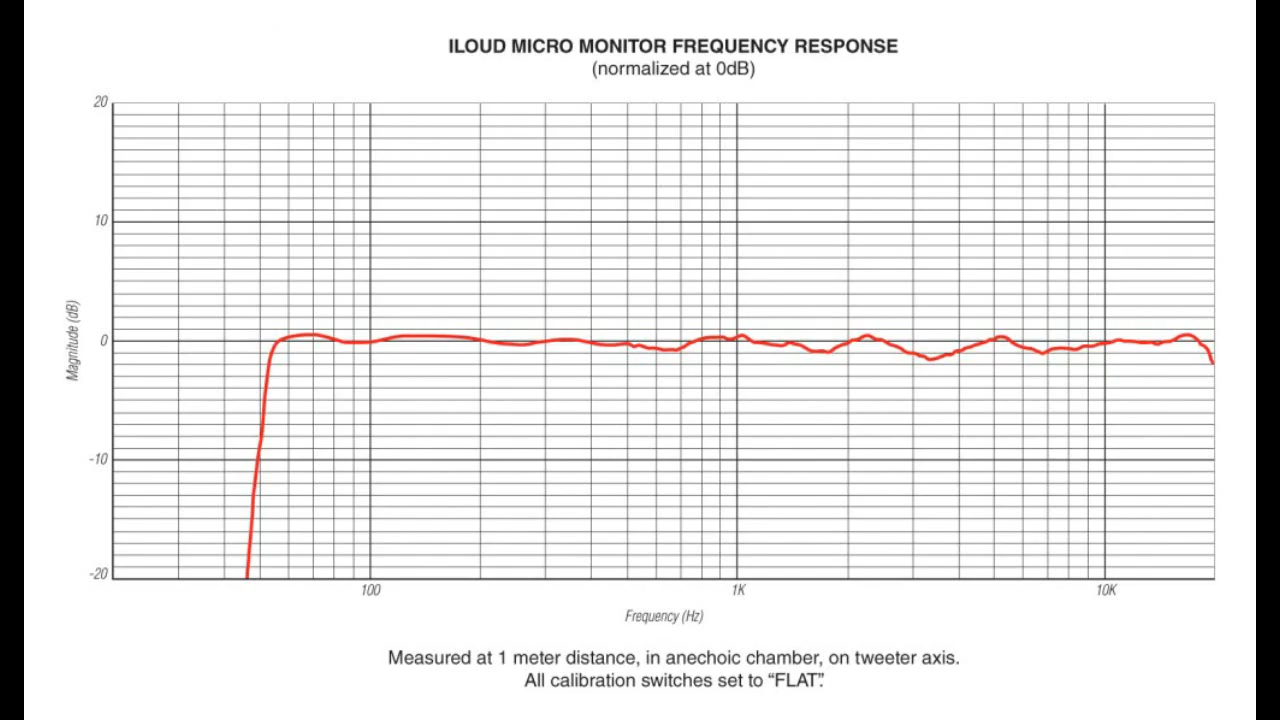 ILOUD MICRO MONITOR FREQUENCY RESPONSE
(normalized at 0dB)
20
10
Magnitude (dB)
0
-10
-20
100
1K
10K
Frequency (Hz)
Measured at 1 meter distance, in anechoic chamber, on tweeter axis.
All calibration switches set to “FLAT”.